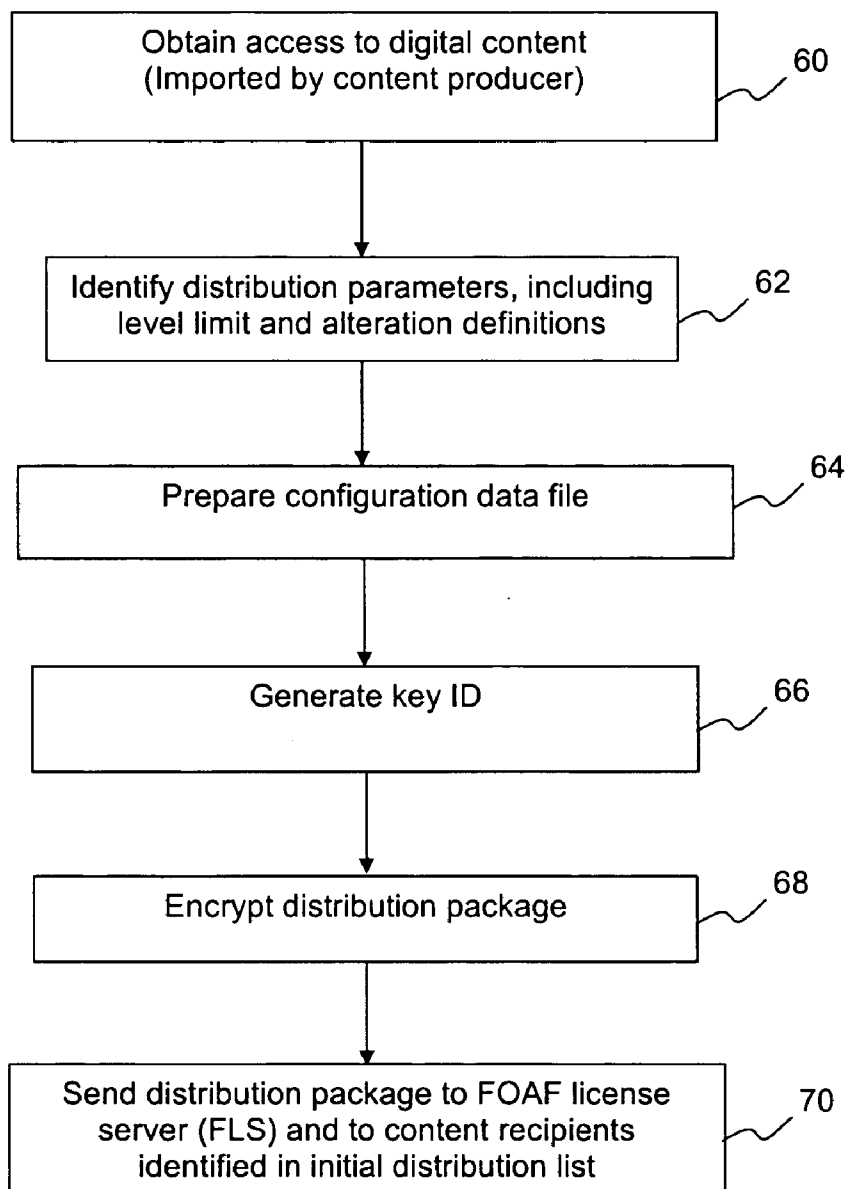 Obtain access to digital content
(Imported by content producer)
60
Identify distribution parameters, including
level limit and alteration definitions
62
Prepare configuration data file
64
Generate key ID
66
Encrypt distribution package
68
Send distribution package to FOAF license
server (FLS) and to content recipients
identified in initial distribution list
70